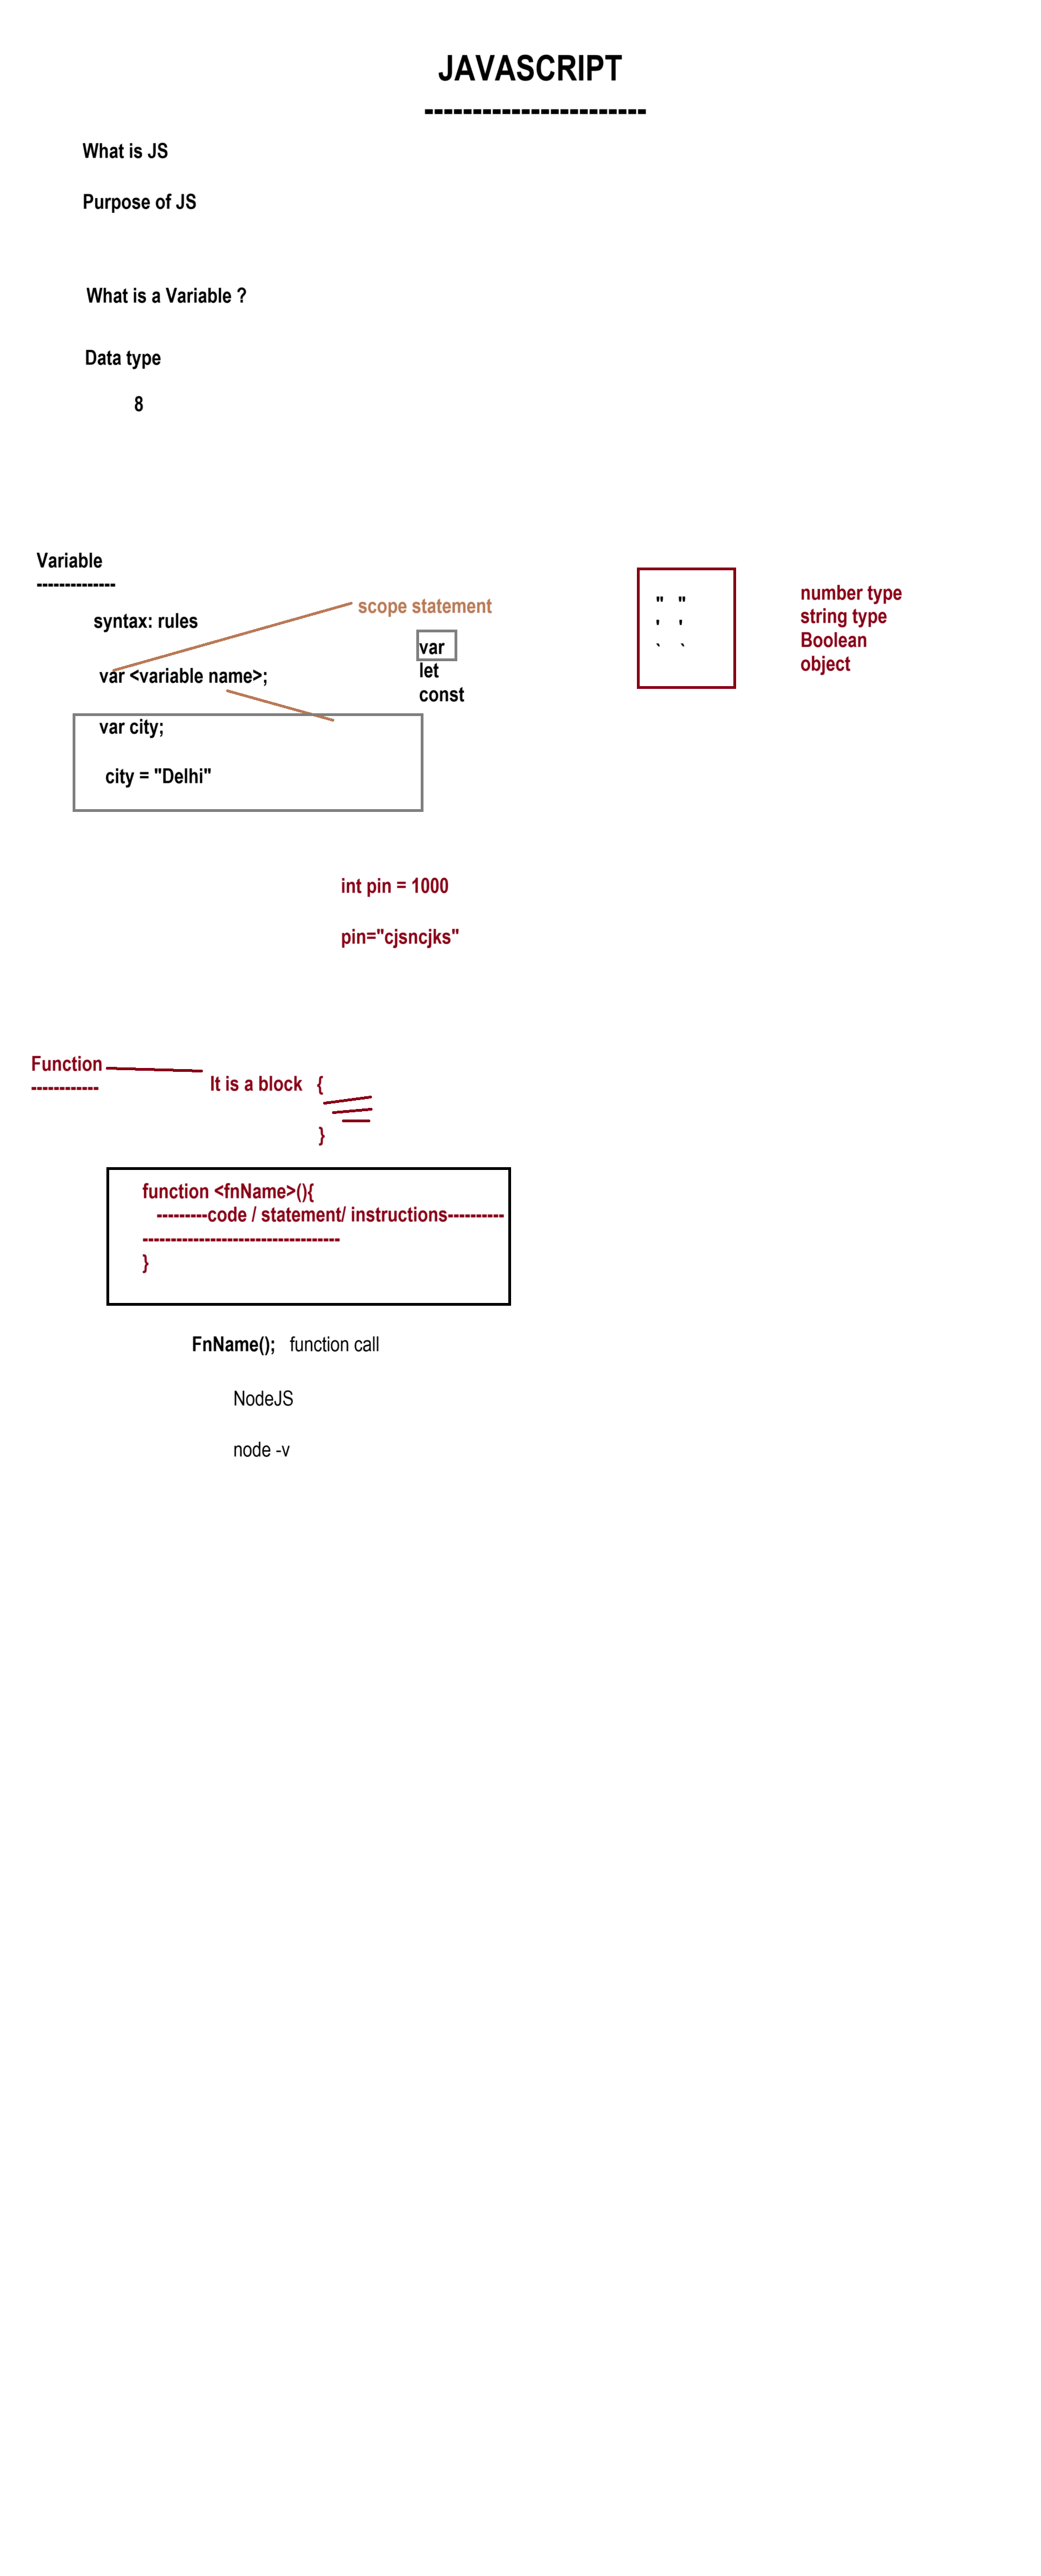 JAVASCRIPT
-----------------------
What is JS
Purpose of JS
What is a Variable ?
Data type
8
Variable
--------------
syntax: rules
scope statement
var
let
const
var <variable name>;
var city;
city = "Delhi"
" "
' '
` `
number type
string type
Boolean
object
int pin = 1000
pin="cjsncjks"
Function
------------
It is a block {
}
function <fnName>(){
---------code / statement/ instructions----------
-----------------------------------
}
FnName(); function call
NodeJS
node -v